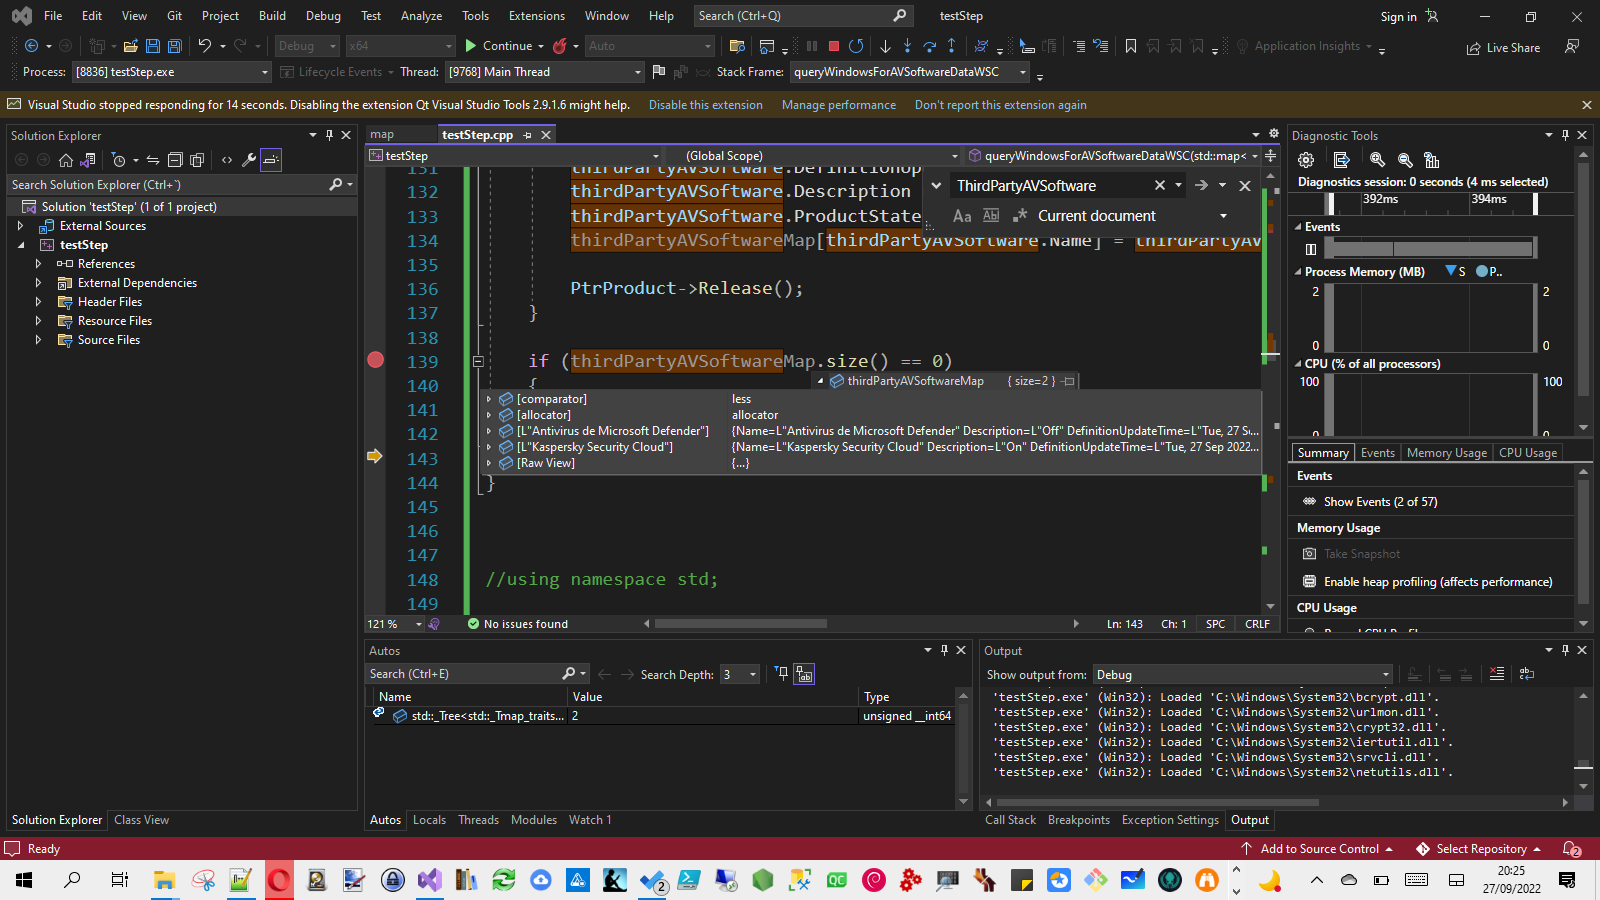 File Edit View Git Project Build Debug Test Analyze Tools Extensions Window Help Search (Ctrl+Q) testStep Sign in
Debug x64 Continue Auto Application Insights Live Share
Process: [8836] testStep.exe Lifecycle Events Thread: [9768] Main Thread Stack Frame: queryWindowsForAVSoftwareDataWSC
Visual Studio stopped responding for 14 seconds. Disabling the extension Qt Visual Studio Tools 2.9.1.6 might help. Disable this extension Manage performance Don't report this extension again
Solution Explorer
Search Solution Explorer (Ctrl+`)
Solution 'testStep' (1 of 1 project)
External Sources
testStep
References
External Dependencies
Header Files
Resource Files
Source Files
Solution Explorer Class View
map testStep.cpp
testStep (Global Scope) queryWindowsForAVSoftwareDataWSC(std::map<
ThirdPartyAVSoftware
Aa Ab Current document
131 thirdPartyAVSoftware.DefinitionUp
132 thirdPartyAVSoftware.Description
133 thirdPartyAVSoftware.ProductState
134 thirdPartyAVSoftwareMap[thirdPartyAVSoftware.Name] = thirdPartyAV
135
136 PtrProduct->Release();
137 }
138
139 if (thirdPartyAVSoftwareMap.size() == 0)
140 {
thirdPartyAVSoftwareMap { size=2 }
[comparator] less
[allocator] allocator
[L"Antivirus de Microsoft Defender"] {Name=L"Antivirus de Microsoft Defender" Description=L"Off" DefinitionUpdateTime=L"Tue, 27 S...
[L"Kaspersky Security Cloud"] {Name=L"Kaspersky Security Cloud" Description=L"On" DefinitionUpdateTime=L"Tue, 27 Sep 2022...
[Raw View] {...}
141
142
143
144 }
145
146
147
148 //using namespace std;
149
121 % No issues found Ln: 143 Ch: 1 SPC CRLF
Diagnostic Tools
Diagnostics session: 0 seconds (4 ms selected)
392ms 394ms
Events
Process Memory (MB) S P..
2 2
0 0
CPU (% of all processors)
100 100
0 0
Summary Events Memory Usage CPU Usage
Events
Show Events (2 of 57)
Memory Usage
Take Snapshot
Enable heap profiling (affects performance)
CPU Usage
Autos
Search (Ctrl+E) Search Depth: 3
Name Value Type
std::_Tree<std::_Tmap_traits... 2 unsigned __int64
Autos Locals Threads Modules Watch 1
Output
Show output from: Debug
'testStep.exe' (Win32): Loaded 'C:\Windows\System32\bcrypt.dll'.
'testStep.exe' (Win32): Loaded 'C:\Windows\System32\urlmon.dll'.
'testStep.exe' (Win32): Loaded 'C:\Windows\System32\crypt32.dll'.
'testStep.exe' (Win32): Loaded 'C:\Windows\System32\iertutil.dll'.
'testStep.exe' (Win32): Loaded 'C:\Windows\System32\srvcli.dll'.
'testStep.exe' (Win32): Loaded 'C:\Windows\System32\netutils.dll'.
Call Stack Breakpoints Exception Settings Output
Ready Add to Source Control Select Repository 2
2 QC 20:25
27/09/2022